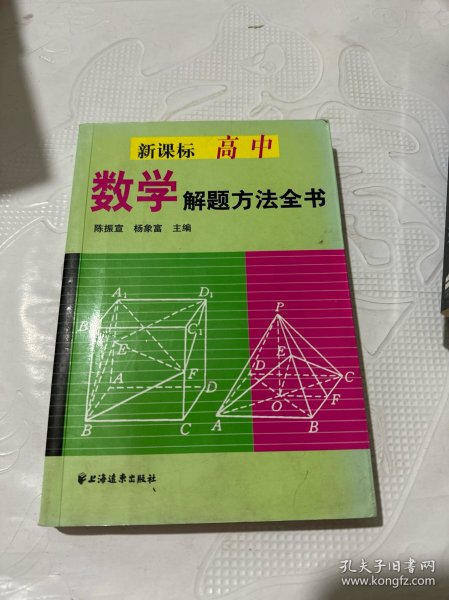 新课标 高中
数学解题方法全书
陈振宣 杨象富 主编
A₁ D₁
B₁ C₁
E
F
A D
B C
P
E
D C
O F
A B
上海远东出版社
孔夫子旧书网
www.kongfz.com